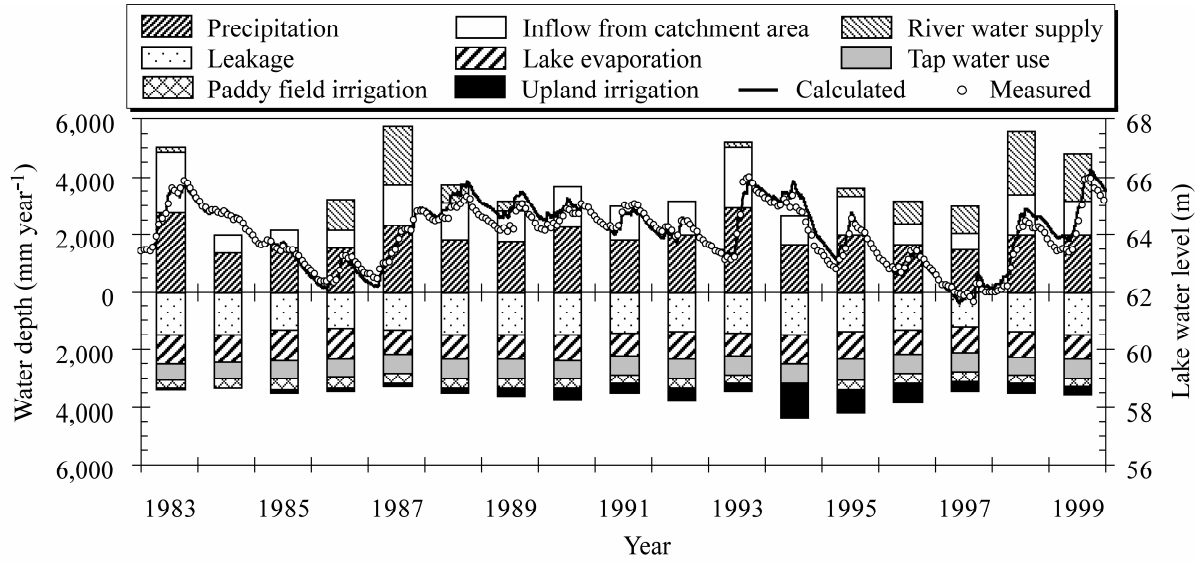 Precipitation Inflow from catchment area River water supply
Leakage Lake evaporation Tap water use
Paddy field irrigation Upland irrigation Calculated Measured
Water depth (mm year-1)
6,000
4,000
2,000
0
2,000
4,000
6,000
68
66
64
62
60
58
56
Lake water level (m)
1983 1985 1987 1989 1991 1993 1995 1997 1999
Year